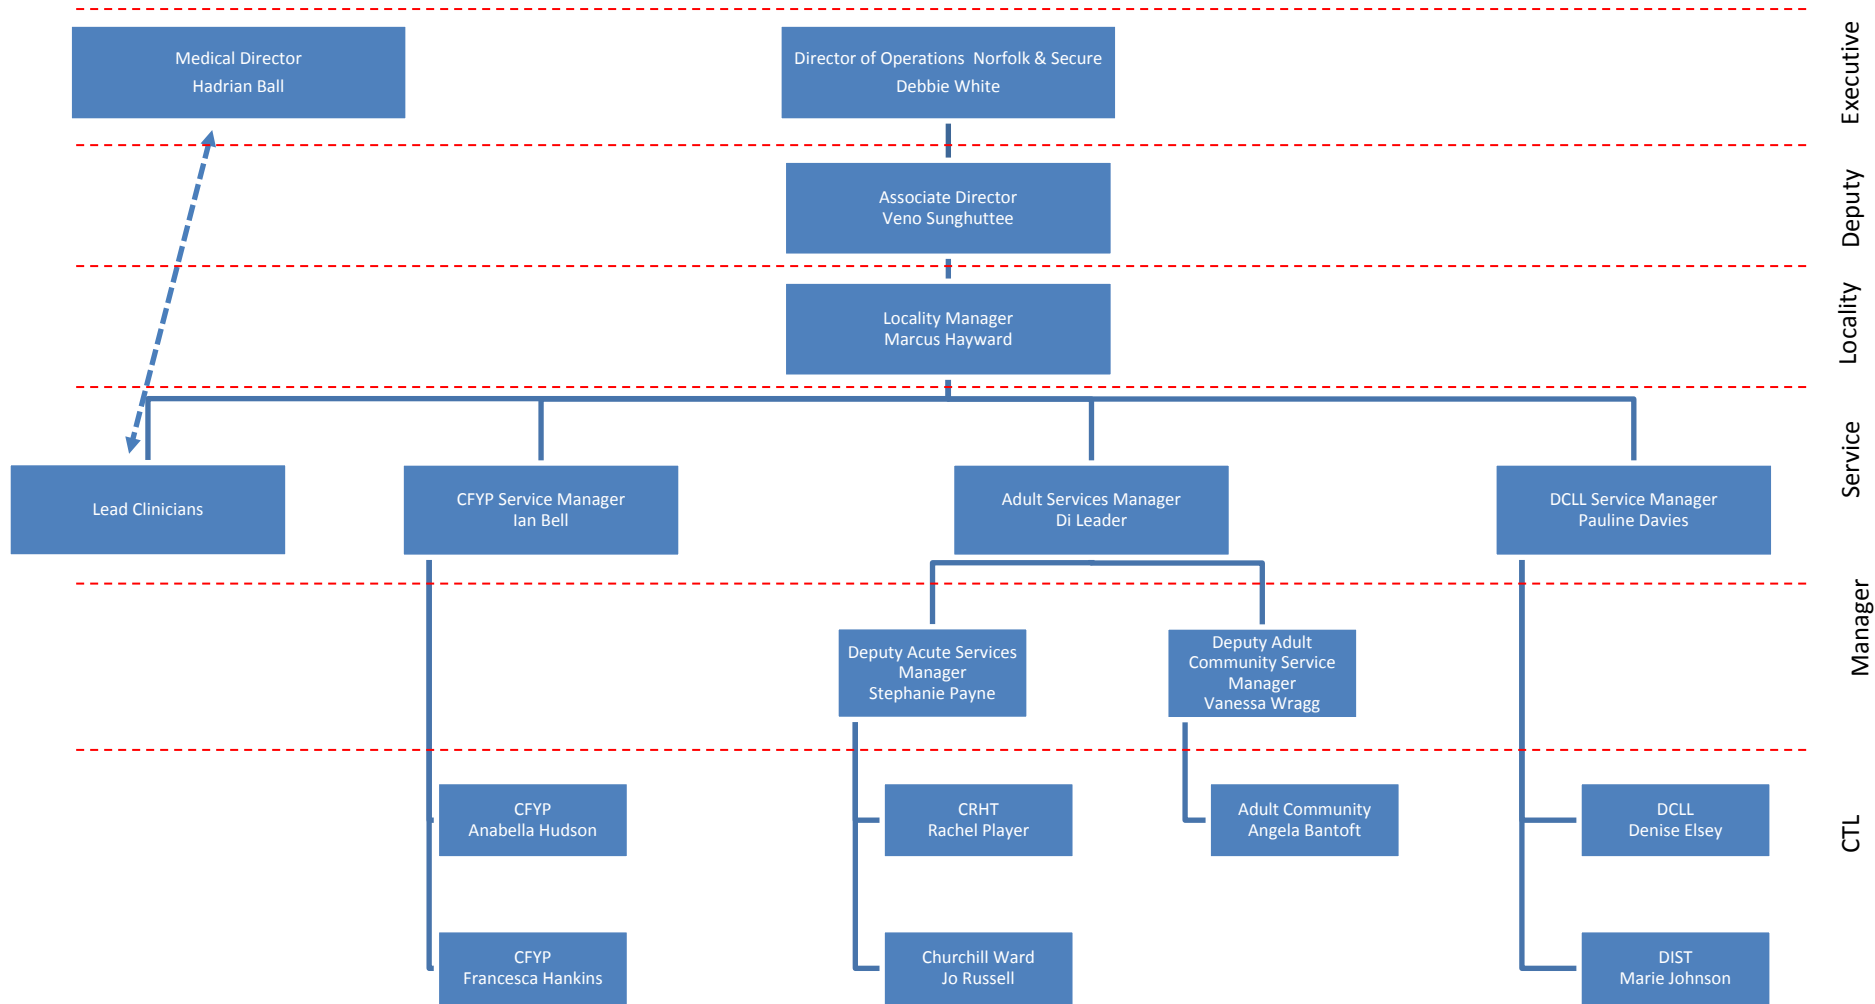 Medical Director
Hadrian Ball
Director of Operations  Norfolk & Secure
Debbie White
Executive
Associate Director
Veno Sunghuttee
Deputy
Locality Manager
Marcus Hayward
Locality
Lead Clinicians
CFYP Service Manager
Ian Bell
Adult Services Manager
Di Leader
DCLL Service Manager
Pauline Davies
Service
Deputy Acute Services
Manager
Stephanie Payne
Deputy Adult
Community Service
Manager
Vanessa Wragg
Manager
CFYP
Anabella Hudson
CRHT
Rachel Player
Adult Community
Angela Bantoft
DCLL
Denise Elsey
CTL
CFYP
Francesca Hankins
Churchill Ward
Jo Russell
DIST
Marie Johnson